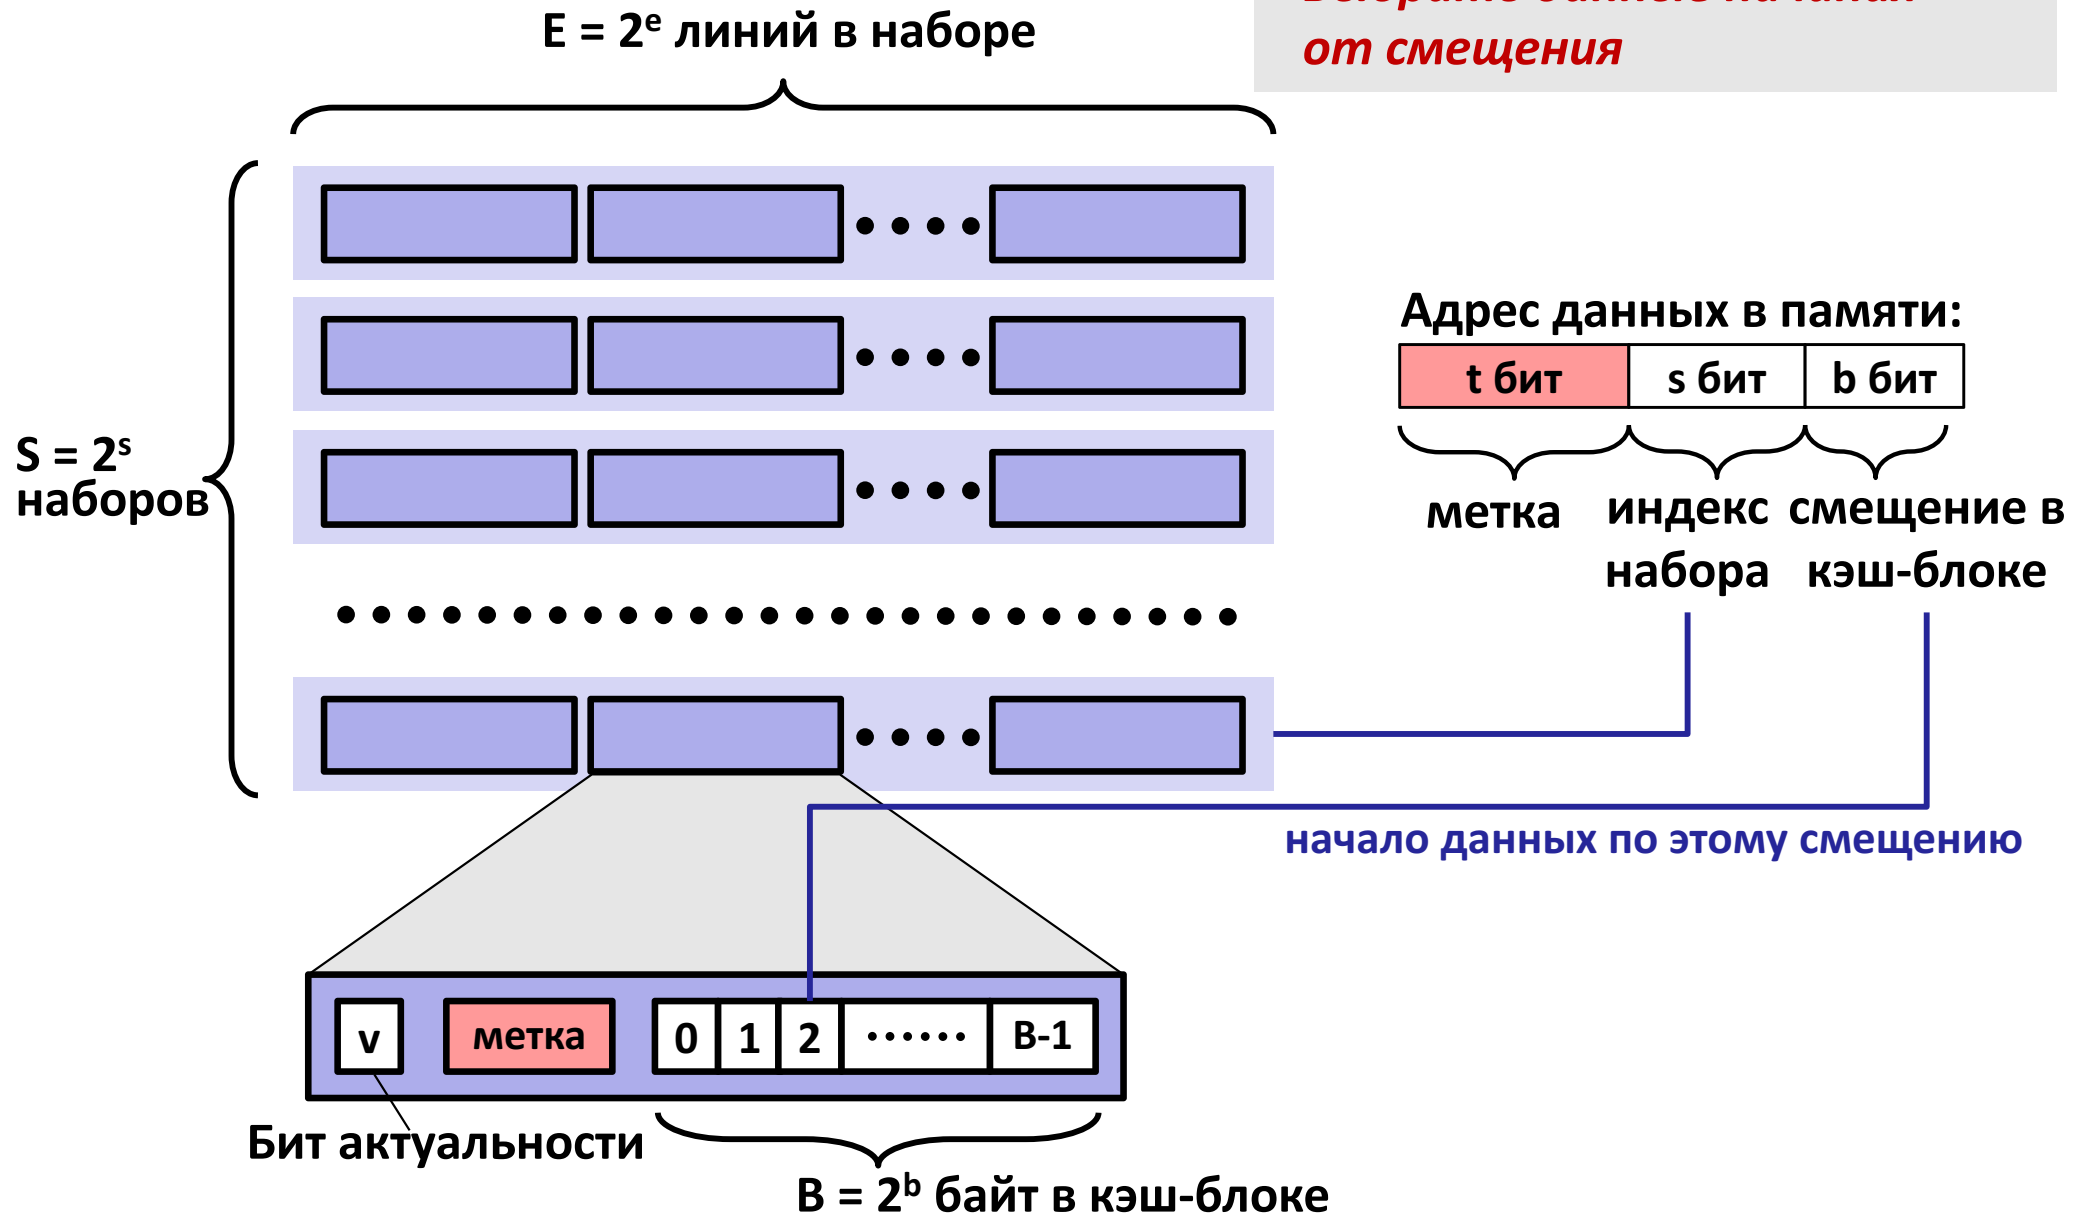 E = 2ᵉ линий в наборе
от смещения
Адрес данных в памяти:
t бит s бит b бит
S = 2ˢ
наборов
метка индекс смещение в
набора кэш-блоке
начало данных по этому смещению
v метка 0 1 2 B-1
Бит актуальности
B = 2ᵇ байт в кэш-блоке